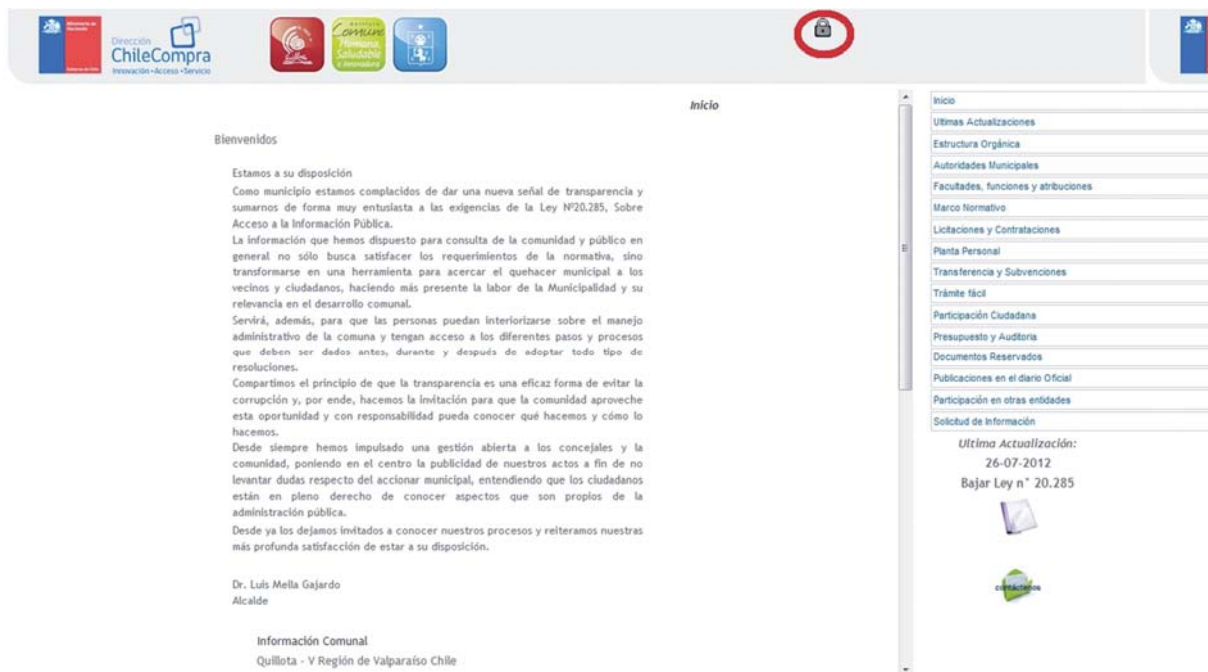 Ministerio de
Hacienda
Gobierno de Chile
Dirección
ChileCompra
Innovación • Acceso • Servicio
Comuna
Humana,
Saludable
e Innovadora
Inicio
Bienvenidos
Estamos a su disposición
Como municipio estamos complacidos de dar una nueva señal de transparencia y
sumarnos de forma muy entusiasta a las exigencias de la Ley Nº20.285, Sobre
Acceso a la Información Pública.
La información que hemos dispuesto para consulta de la comunidad y público en
general no sólo busca satisfacer los requerimientos de la normativa, sino
transformarse en una herramienta para acercar el quehacer municipal a los
vecinos y ciudadanos, haciendo más presente la labor de la Municipalidad y su
relevancia en el desarrollo comunal.
Servirá, además, para que las personas puedan interiorizarse sobre el manejo
administrativo de la comuna y tengan acceso a los diferentes pasos y procesos
que deben ser dados antes, durante y después de adoptar todo tipo de
resoluciones.
Compartimos el principio de que la transparencia es una eficaz forma de evitar la
corrupción y, por ende, hacemos la invitación para que la comunidad aproveche
esta oportunidad y con responsabilidad pueda conocer qué hacemos y cómo lo
hacemos.
Desde siempre hemos impulsado una gestión abierta a los concejales y la
comunidad, poniendo en el centro la publicidad de nuestros actos a fin de no
levantar dudas respecto del accionar municipal, entendiendo que los ciudadanos
están en pleno derecho de conocer aspectos que son propios de la
administración pública.
Desde ya los dejamos invitados a conocer nuestros procesos y reiteramos nuestras
más profunda satisfacción de estar a su disposición.
Dr. Luis Mella Gajardo
Alcalde
Información Comunal
Quillota - V Región de Valparaíso Chile
Inicio
Ultimas Actualizaciones
Estructura Orgánica
Autoridades Municipales
Facultades, funciones y atribuciones
Marco Normativo
Licitaciones y Contrataciones
Planta Personal
Transferencia y Subvenciones
Trámite fácil
Participación Ciudadana
Presupuesto y Auditoria
Documentos Reservados
Publicaciones en el diario Oficial
Participación en otras entidades
Solicitud de Información
Ultima Actualización:
26-07-2012
Bajar Ley n° 20.285
contáctenos